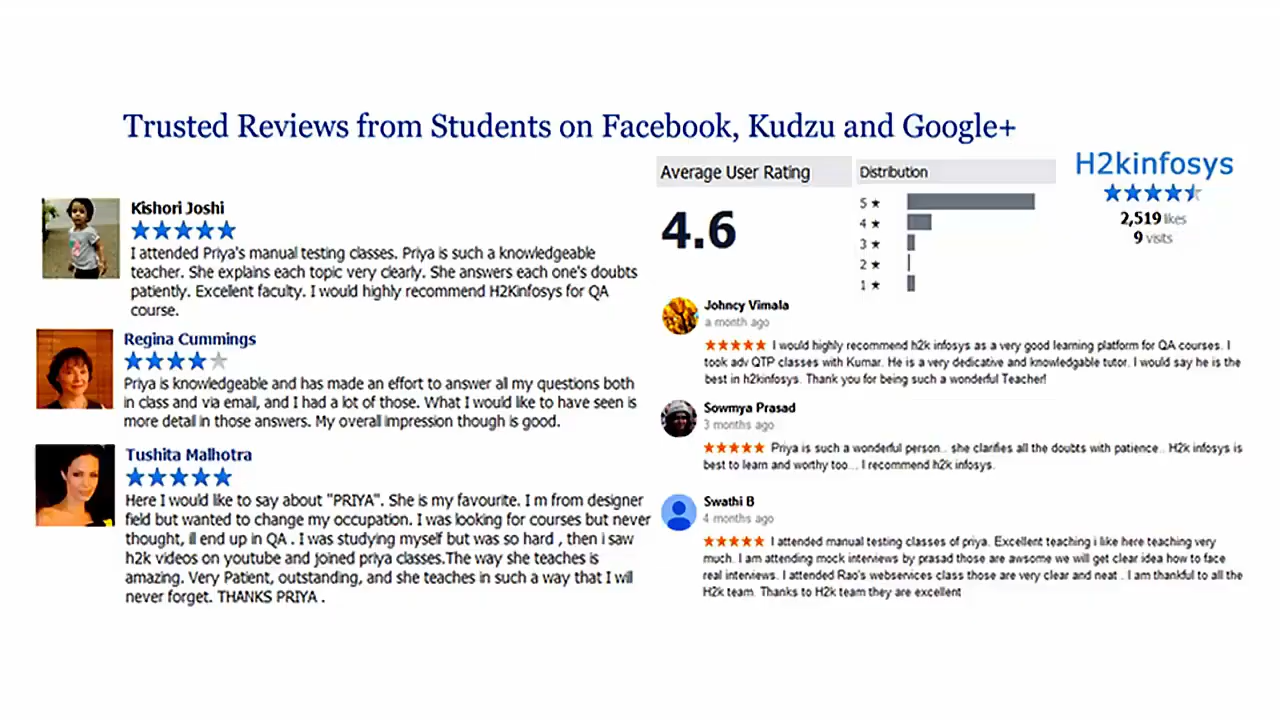 Trusted Reviews from Students on Facebook, Kudzu and Google+
Kishori Joshi
I attended Priya's manual testing classes. Priya is such a knowledgeable
teacher. She explains each topic very clearly. She answers each one's doubts
patiently. Excellent faculty. I would highly recommend H2Kinfosys for QA
course.
Regina Cummings
Priya is knowledgeable and has made an effort to answer all my questions both
in class and via email, and I had a lot of those. What I would like to have seen is
more detail in those answers. My overall impression though is good.
Tushita Malhotra
Here I would like to say about "PRIYA". She is my favourite. I m from designer
field but wanted to change my occupation. I was looking for courses but never
thought, ill end up in QA . I was studying myself but was so hard , then i saw
h2k videos on youtube and joined priya classes.The way she teaches is
amazing. Very Patient, outstanding, and she teaches in such a way that I will
never forget. THANKS PRIYA .
Average User Rating
4.6
Distribution
5 ★
4 ★
3 ★
2 ★
1 ★
H2kinfosys
2,519 likes
9 visits
Johncy Vimala
a month ago
★★★★★ I would highly recommend h2k infosys as a very good learning platform for QA courses. I
took adv QTP classes with Kumar. He is a very dedicative and knowledgable tutor. I would say he is the
best in h2kinfosys. Thank you for being such a wonderful Teacher!
Sowmya Prasad
3 months ago
★★★★★ Priya is such a wonderful person.. she clarifies all the doubts with patience.. H2k infosys is
best to learn and worthy too... I recommend h2k infosys.
Swathi B
4 months ago
★★★★★ I attended manual testing classes of priya. Excellent teaching i like here teaching very
much. I am attending mock interviews by prasad those are awsome we will get clear idea how to face
real interviews. I attended Rao's webservices class those are very clear and neat . I am thankful to all the
H2k team. Thanks to H2k team they are excellent